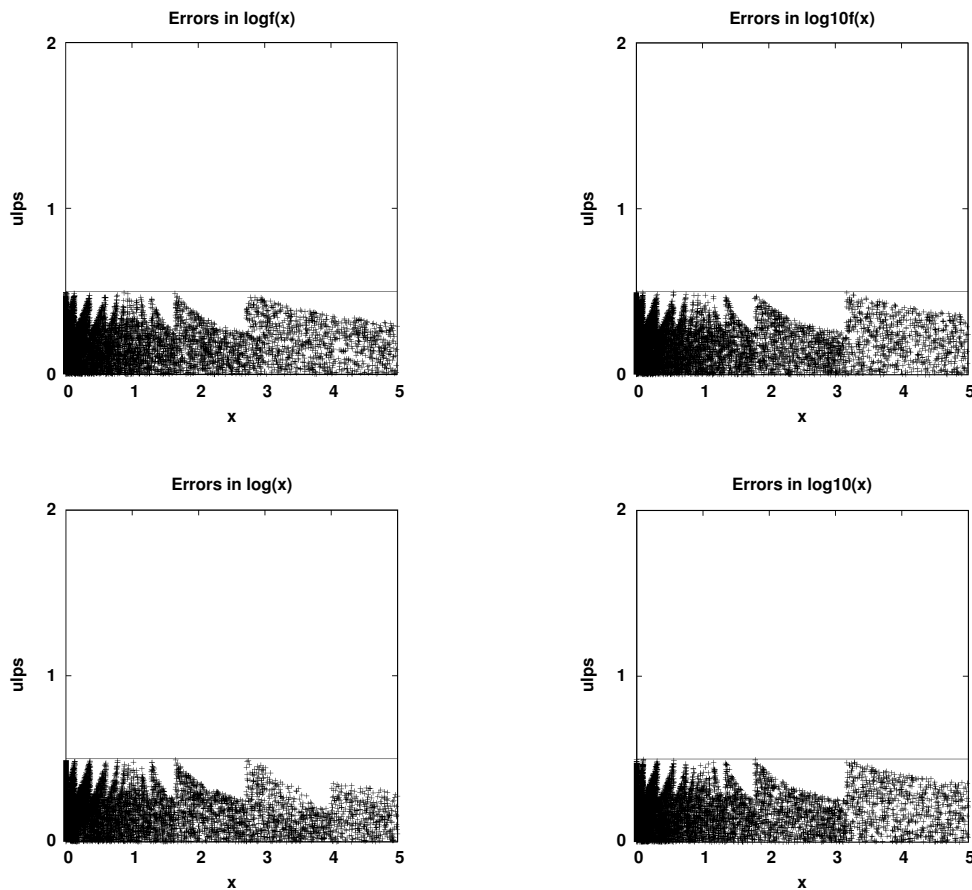 Errors in logf(x)
2
1
0
ulps
0 1 2 3 4 5
x
Errors in log10f(x)
2
1
0
ulps
0 1 2 3 4 5
x
Errors in log(x)
2
1
0
ulps
0 1 2 3 4 5
x
Errors in log10(x)
2
1
0
ulps
0 1 2 3 4 5
x